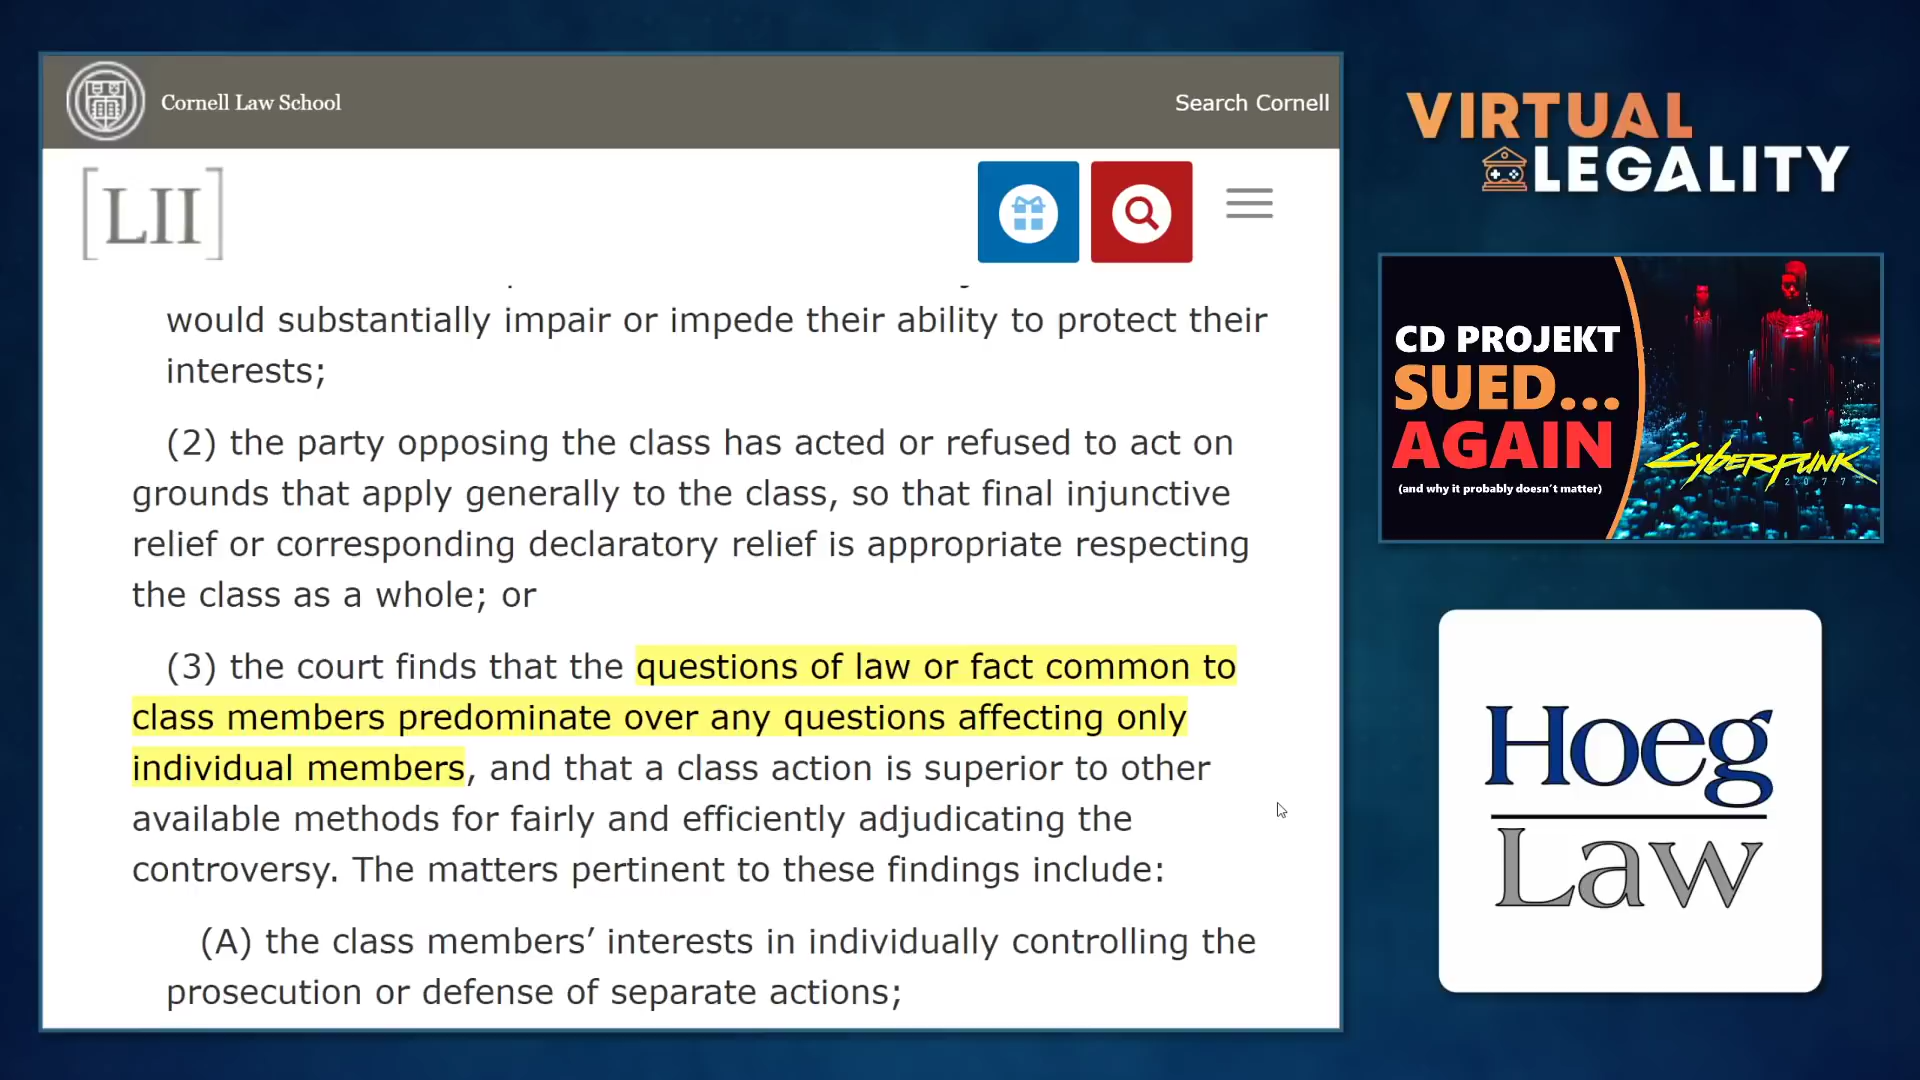 Cornell Law School
Search Cornell
LII
would substantially impair or impede their ability to protect their
interests;
(2) the party opposing the class has acted or refused to act on
grounds that apply generally to the class, so that final injunctive
relief or corresponding declaratory relief is appropriate respecting
the class as a whole; or
(3) the court finds that the questions of law or fact common to
class members predominate over any questions affecting only
individual members, and that a class action is superior to other
available methods for fairly and efficiently adjudicating the
controversy. The matters pertinent to these findings include:
(A) the class members’ interests in individually controlling the
prosecution or defense of separate actions;
VIRTUAL
LEGALITY
CD PROJEKT
SUED...
AGAIN
(and why it probably doesn't matter)
CYBERPUNK
2077
Hoeg
Law